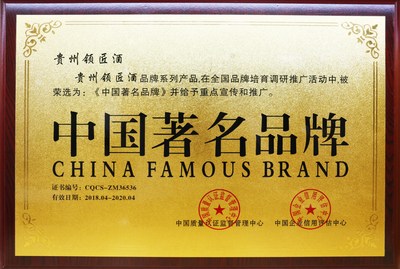 贵州领匠酒
贵州领匠酒品牌系列产品,在全国品牌培育调研推广活动中,被
荣选为:《中国著名品牌》并给予重点宣传和推广。
中国著名品牌
CHINA FAMOUS BRAND
证书编号:CQCS-ZM36536
有效日期:2018.04-2020.04
中国质量认证监督管理中心
中国企业信用评估中心